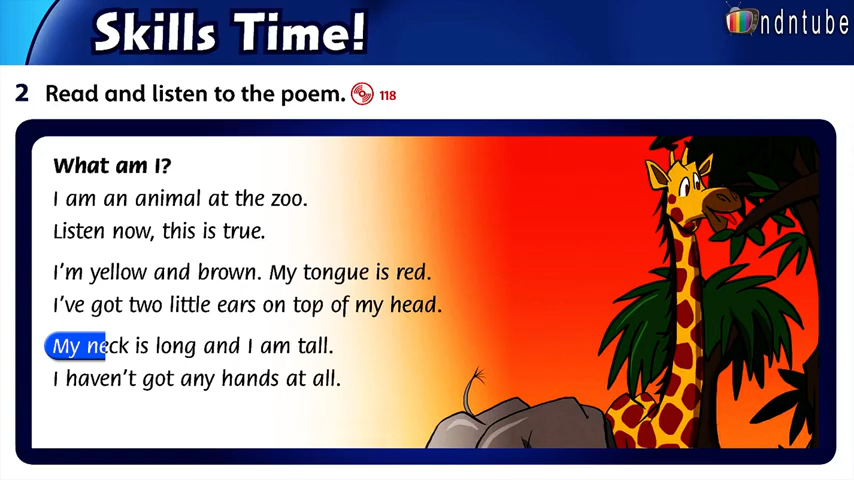 Skills Time!
ndntube
2 Read and listen to the poem. 118
What am I?
I am an animal at the zoo.
Listen now, this is true.
I'm yellow and brown. My tongue is red.
I've got two little ears on top of my head.
My neck is long and I am tall.
I haven't got any hands at all.